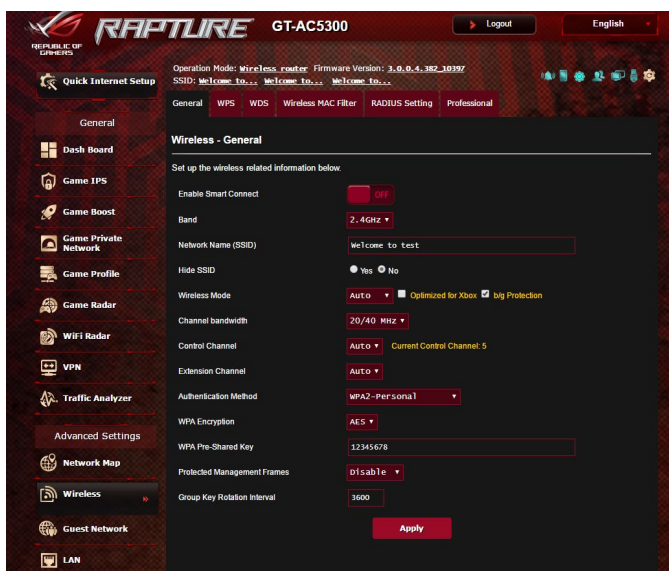 REPUBLIC OF
GAMERS
RAPTURE GT-AC5300 Logout English
Quick Internet Setup
Operation Mode: Wireless router Firmware Version: 3.0.0.4.382_10397
SSID: Welcome to... Welcome to... Welcome to...
General WPS WDS Wireless MAC Filter RADIUS Setting Professional
General
Dash Board
Game IPS
Game Boost
Game Private
Network
Game Profile
Game Radar
WiFi Radar
VPN
Traffic Analyzer
Advanced Settings
Network Map
Wireless
Guest Network
LAN
Wireless - General
Set up the wireless related information below.
Enable Smart Connect OFF
Band 2.4GHz
Network Name (SSID) Welcome to test
Hide SSID Yes No
Wireless Mode Auto Optimized for Xbox b/g Protection
Channel bandwidth 20/40 MHz
Control Channel Auto Current Control Channel: 5
Extension Channel Auto
Authentication Method WPA2-Personal
WPA Encryption AES
WPA Pre-Shared Key 12345678
Protected Management Frames Disable
Group Key Rotation Interval 3600
Apply